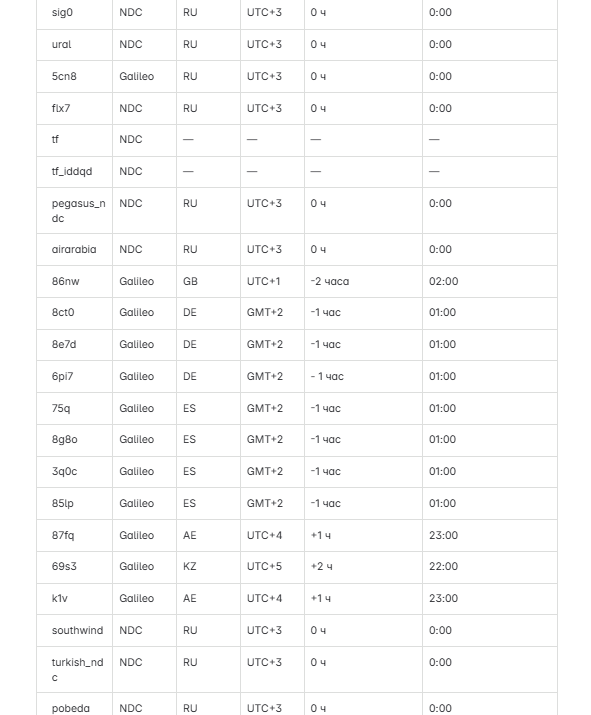 sig0 NDC RU UTC+3 0 ч 0:00
ural NDC RU UTC+3 0 ч 0:00
5cn8 Galileo RU UTC+3 0 ч 0:00
flx7 NDC RU UTC+3 0 ч 0:00
tf NDC — — — —
tf_iddqd NDC — — — —
pegasus_n NDC RU UTC+3 0 ч 0:00
dc
airarabia NDC RU UTC+3 0 ч 0:00
86nw Galileo GB UTC+1 -2 часа 02:00
8ct0 Galileo DE GMT+2 -1 час 01:00
8e7d Galileo DE GMT+2 -1 час 01:00
6pi7 Galileo DE GMT+2 - 1 час 01:00
75q Galileo ES GMT+2 -1 час 01:00
8g8o Galileo ES GMT+2 -1 час 01:00
3q0c Galileo ES GMT+2 -1 час 01:00
85lp Galileo ES GMT+2 -1 час 01:00
87fq Galileo AE UTC+4 +1 ч 23:00
69s3 Galileo KZ UTC+5 +2 ч 22:00
k1v Galileo AE UTC+4 +1 ч 23:00
southwind NDC RU UTC+3 0 ч 0:00
turkish_nd NDC RU UTC+3 0 ч 0:00
c
pobeda NDC RU UTC+3 0 ч 0:00